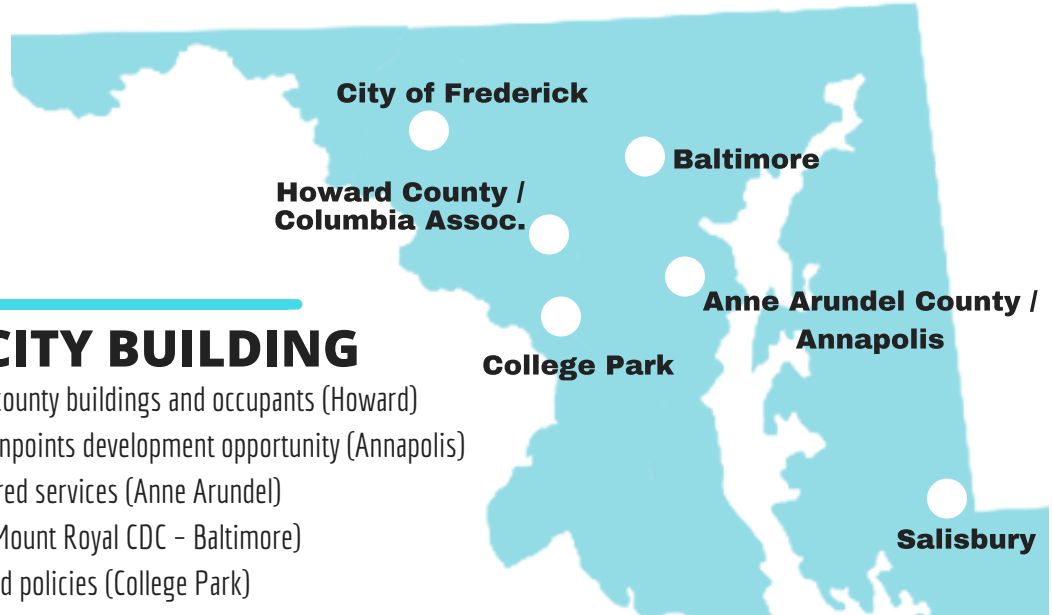 City of Frederick
Baltimore
Howard County /
Columbia Assoc.
Anne Arundel County /
Annapolis
College Park
CITY BUILDING
county buildings and occupants (Howard)
npoints development opportunity (Annapolis)
red services (Anne Arundel)
Mount Royal CDC – Baltimore)
d policies (College Park)
Salisbury